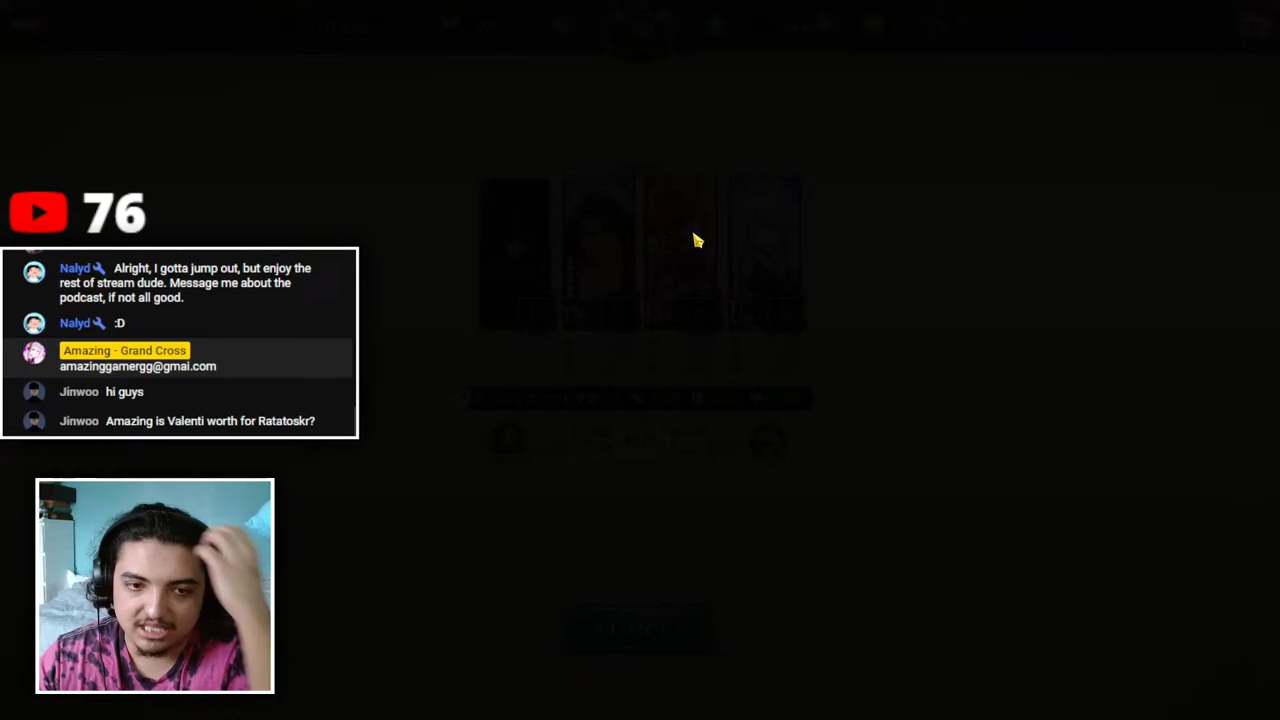 76
Nalyd Alright, I gotta jump out, but enjoy the
rest of stream dude. Message me about the
podcast, if not all good.
Nalyd :D
Amazing - Grand Cross
amazinggamergg@gmai.com
Jinwoo hi guys
Jinwoo Amazing is Valenti worth for Ratatoskr?